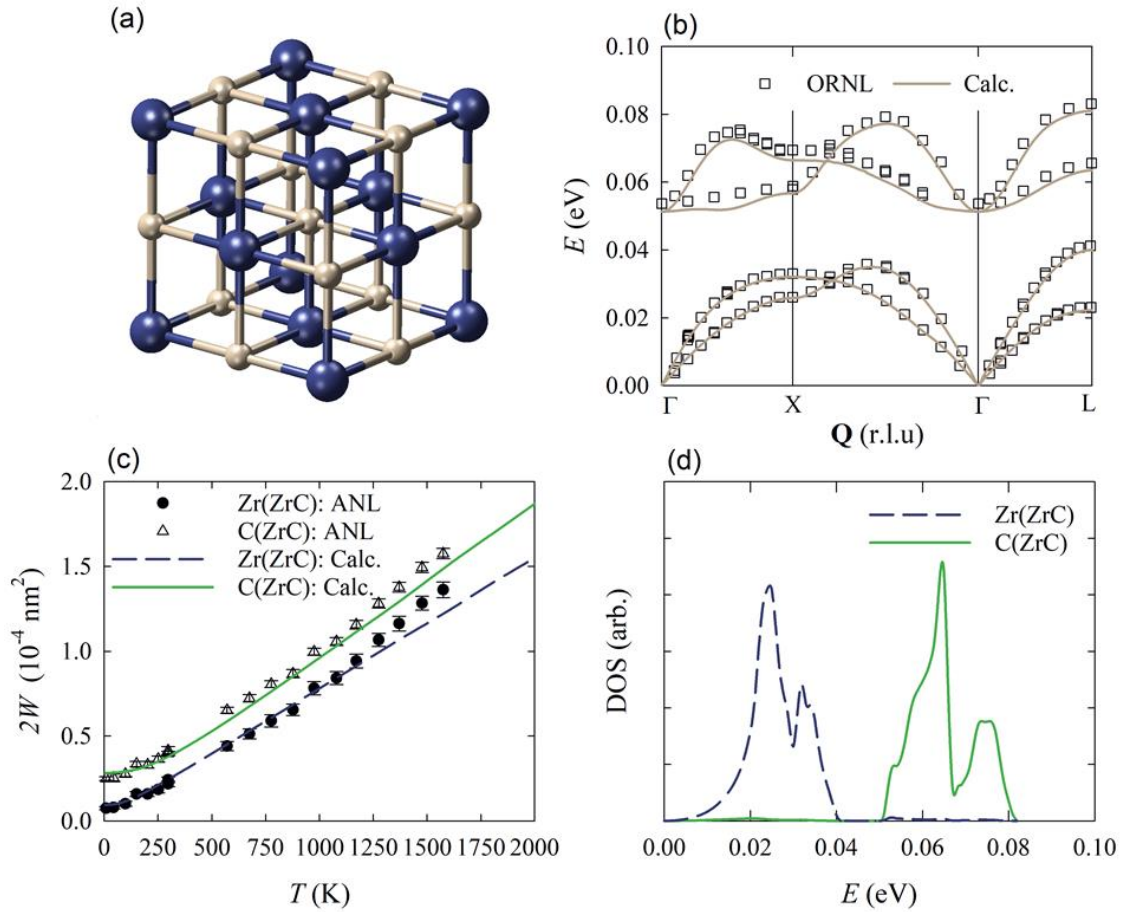 (a)
(b)
0.10
0.08
0.06
0.04
0.02
0.00
E (eV)
ORNL
Calc.
Γ
X
Γ
L
Q (r.l.u)
(c)
2.0
1.5
1.0
0.5
0.0
2W (10⁻⁴ nm²)
Zr(ZrC): ANL
C(ZrC): ANL
Zr(ZrC): Calc.
C(ZrC): Calc.
0 250 500 750 1000 1250 1500 1750 2000
T (K)
(d)
DOS (arb.)
Zr(ZrC)
C(ZrC)
0.00 0.02 0.04 0.06 0.08 0.10
E (eV)